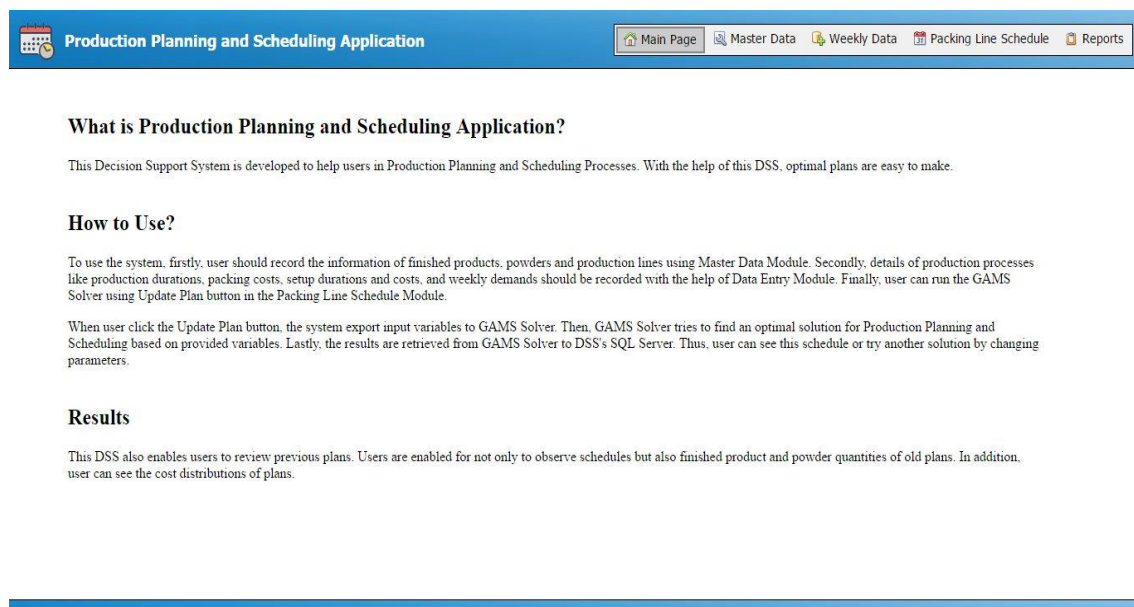 Production Planning and Scheduling Application
Main Page Master Data Weekly Data Packing Line Schedule Reports
What is Production Planning and Scheduling Application?
This Decision Support System is developed to help users in Production Planning and Scheduling Processes. With the help of this DSS, optimal plans are easy to make.
How to Use?
To use the system, firstly, user should record the information of finished products, powders and production lines using Master Data Module. Secondly, details of production processes
like production durations, packing costs, setup durations and costs, and weekly demands should be recorded with the help of Data Entry Module. Finally, user can run the GAMS
Solver using Update Plan button in the Packing Line Schedule Module.
When user click the Update Plan button, the system export input variables to GAMS Solver. Then, GAMS Solver tries to find an optimal solution for Production Planning and
Scheduling based on provided variables. Lastly, the results are retrieved from GAMS Solver to DSS's SQL Server. Thus, user can see this schedule or try another solution by changing
parameters.
Results
This DSS also enables users to review previous plans. Users are enabled for not only to observe schedules but also finished product and powder quantities of old plans. In addition,
user can see the cost distributions of plans.